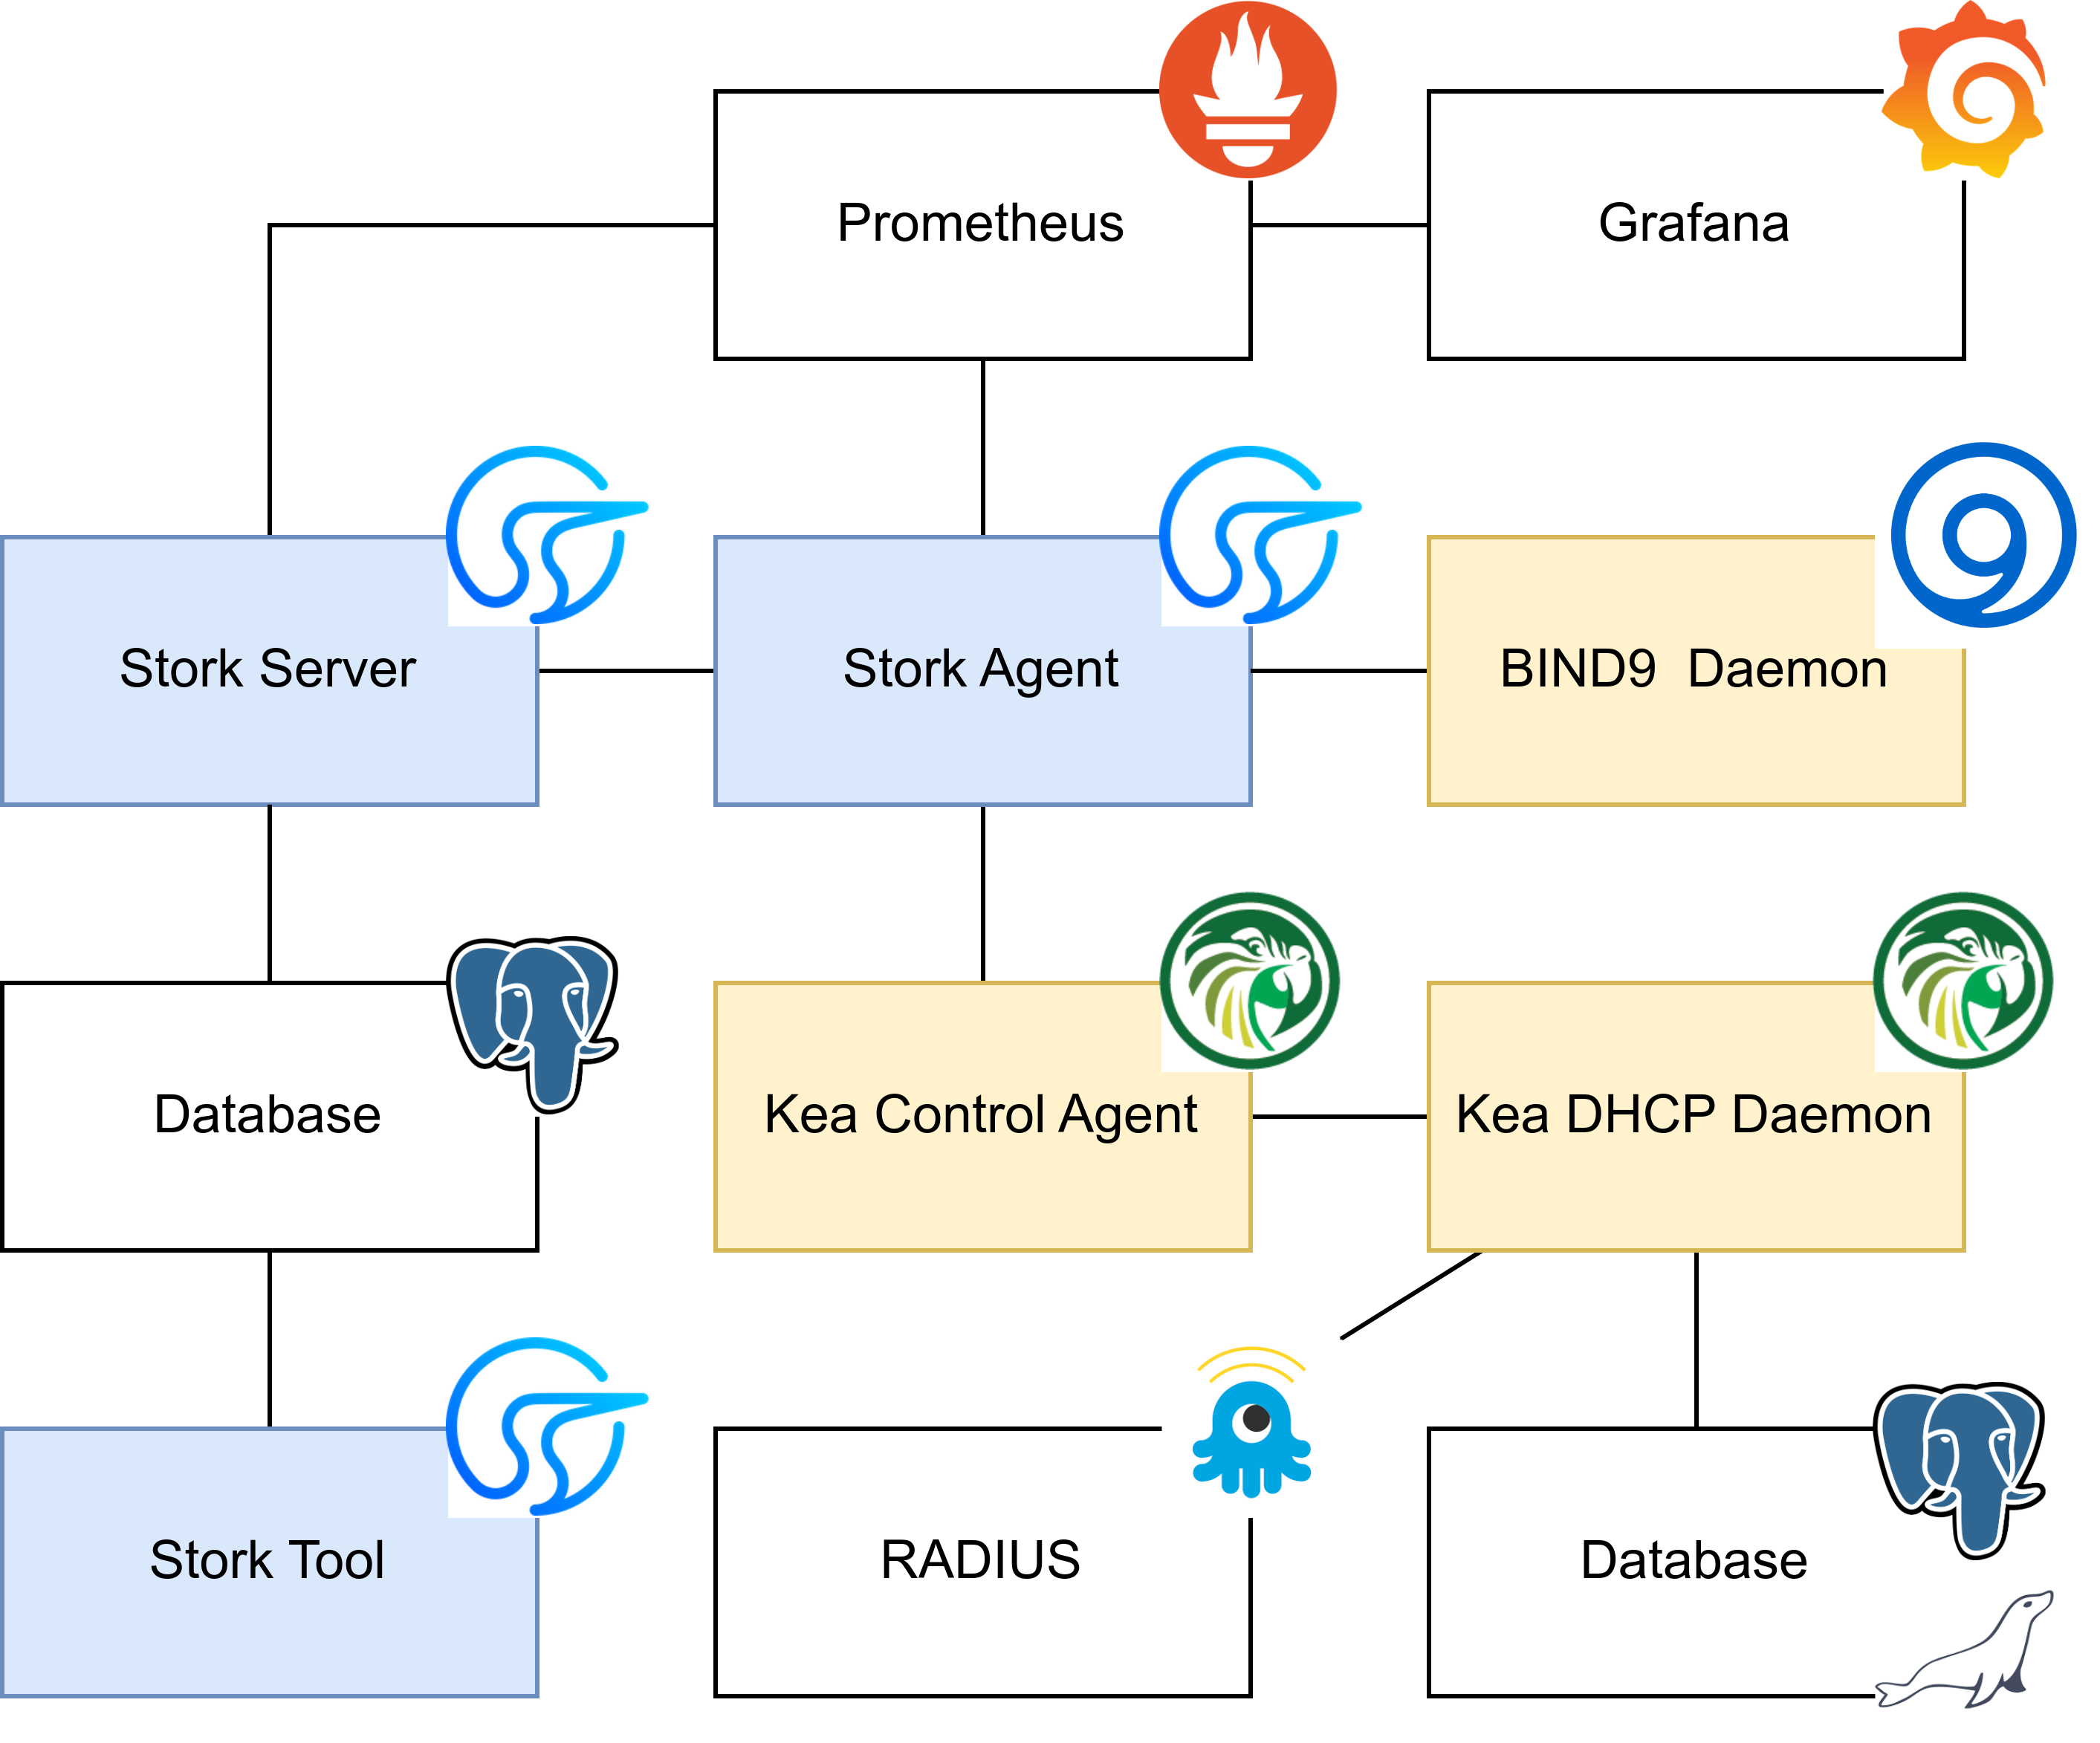 Prometheus
Grafana
Stork Server
Stork Agent
BIND9  Daemon
Database
Kea Control Agent
Kea DHCP Daemon
Stork Tool
RADIUS
Database